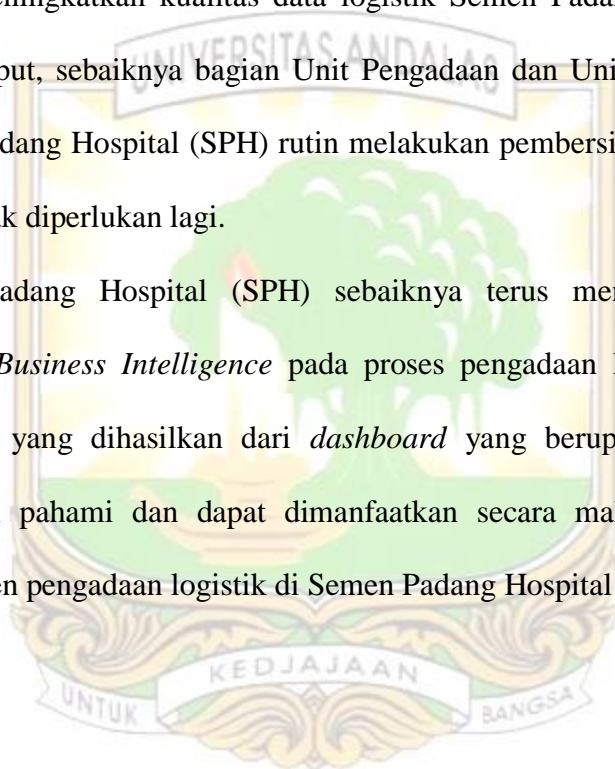 ningkatkan kualitas data logistik Semen Padan
UNIVERSITAS ANDALAS
put, sebaiknya bagian Unit Pengadaan dan Uni
adang Hospital (SPH) rutin melakukan pembersi
k diperlukan lagi.
adang Hospital (SPH) sebaiknya terus me
Business Intelligence pada proses pengadaan
yang dihasilkan dari dashboard yang berup
pahami dan dapat dimanfaatkan secara ma
en pengadaan logistik di Semen Padang Hospital
KEDJAJAAN
UNTUK BANGSA